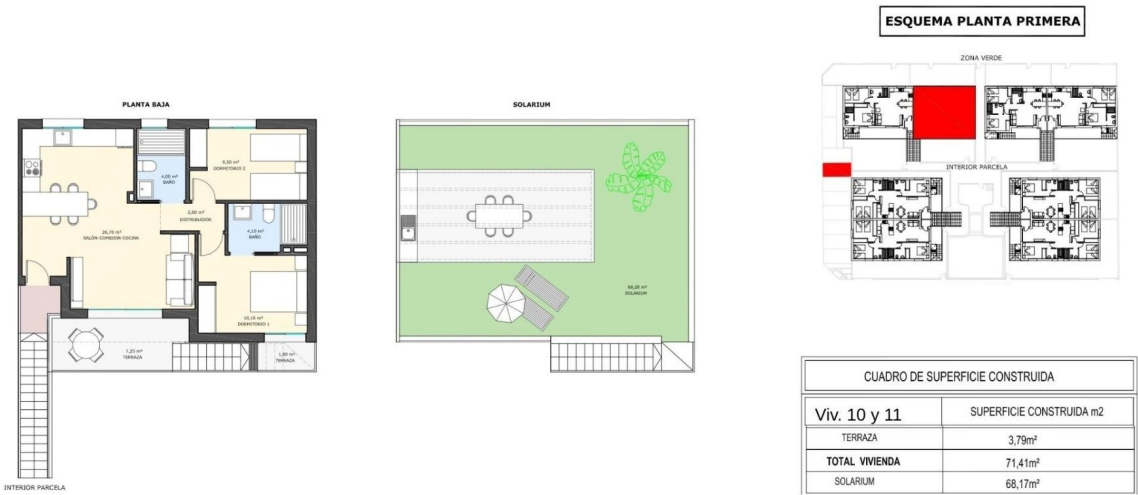 ESQUEMA PLANTA PRIMERA
ZONA VERDE
INTERIOR PARCELA
PLANTA BAJA
4,00 m²
BAÑO
9,30 m²
DORMITORIO 2
2,00 m²
DISTRIBUIDOR
26,70 m²
SALÓN-COMEDOR-COCINA
4,10 m²
BAÑO
10,10 m²
DORMITORIO 1
7,25 m²
TERRAZA
1,80 m²
TERRAZA
INTERIOR PARCELA
SOLARIUM
68,20 m²
SOLARIUM
CUADRO DE SUPERFICIE CONSTRUIDA
Viv. 10 y 11 SUPERFICIE CONSTRUIDA m2
TERRAZA 3,79m²
TOTAL VIVIENDA 71,41m²
SOLARIUM 68,17m²